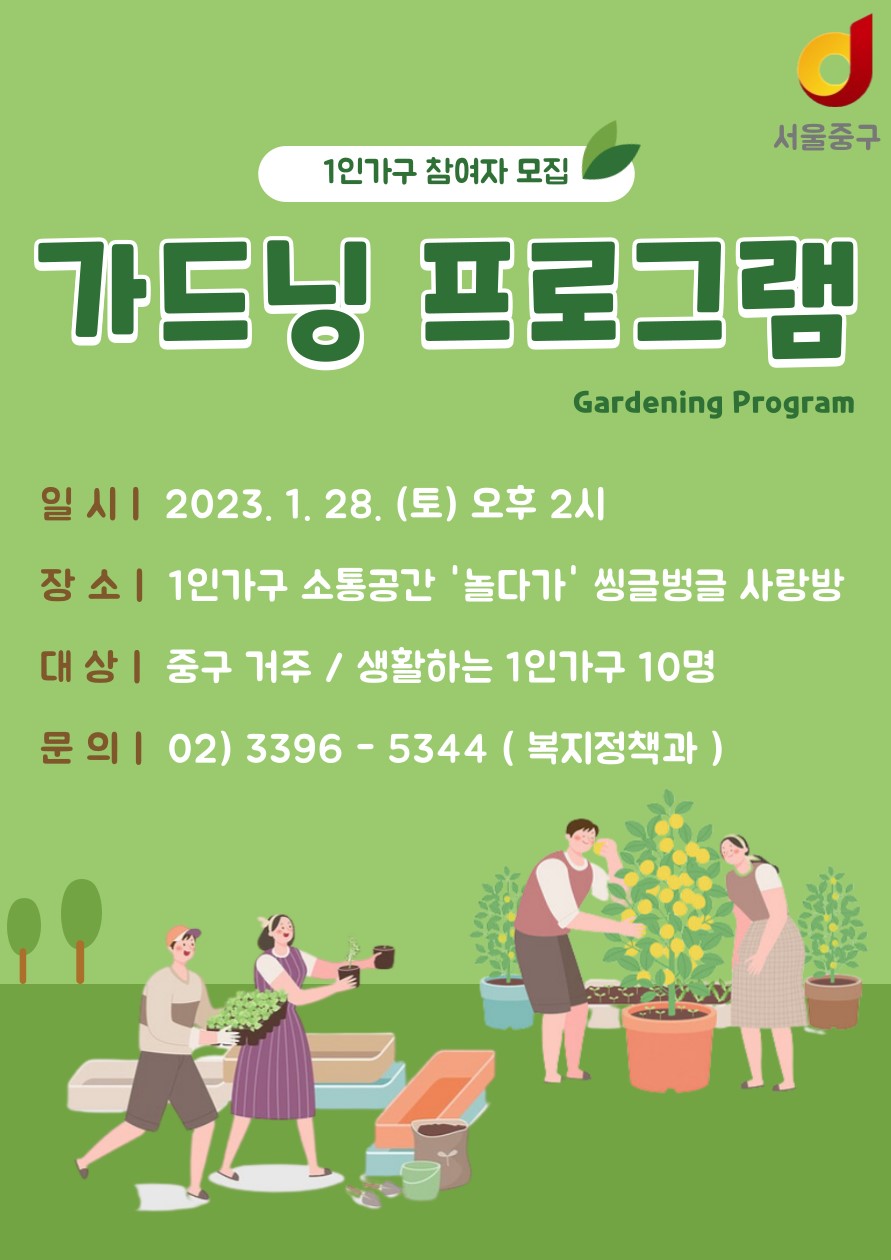 서울중구
1인가구 참여자 모집
가드닝 프로그램
Gardening Program
일 시 | 2023. 1. 28. (토) 오후 2시
장 소 | 1인가구 소통공간 '놀다가' 씽글벙글 사랑방
대 상 | 중구 거주 / 생활하는 1인가구 10명
문 의 | 02) 3396 - 5344 ( 복지정책과 )